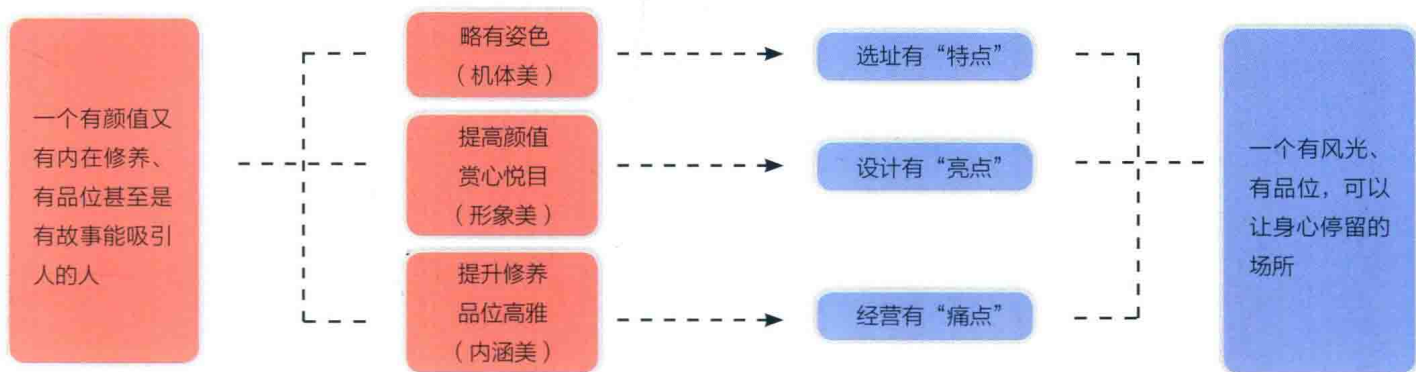 一个有颜值又
有内在修养、
有品位甚至是
有故事能吸引
人的人
略有姿色
（机体美）
提高颜值
赏心悦目
（形象美）
提升修养
品位高雅
（内涵美）
选址有“特点”
设计有“亮点”
经营有“痛点”
一个有风光、
有品位，可以
让身心停留的
场所